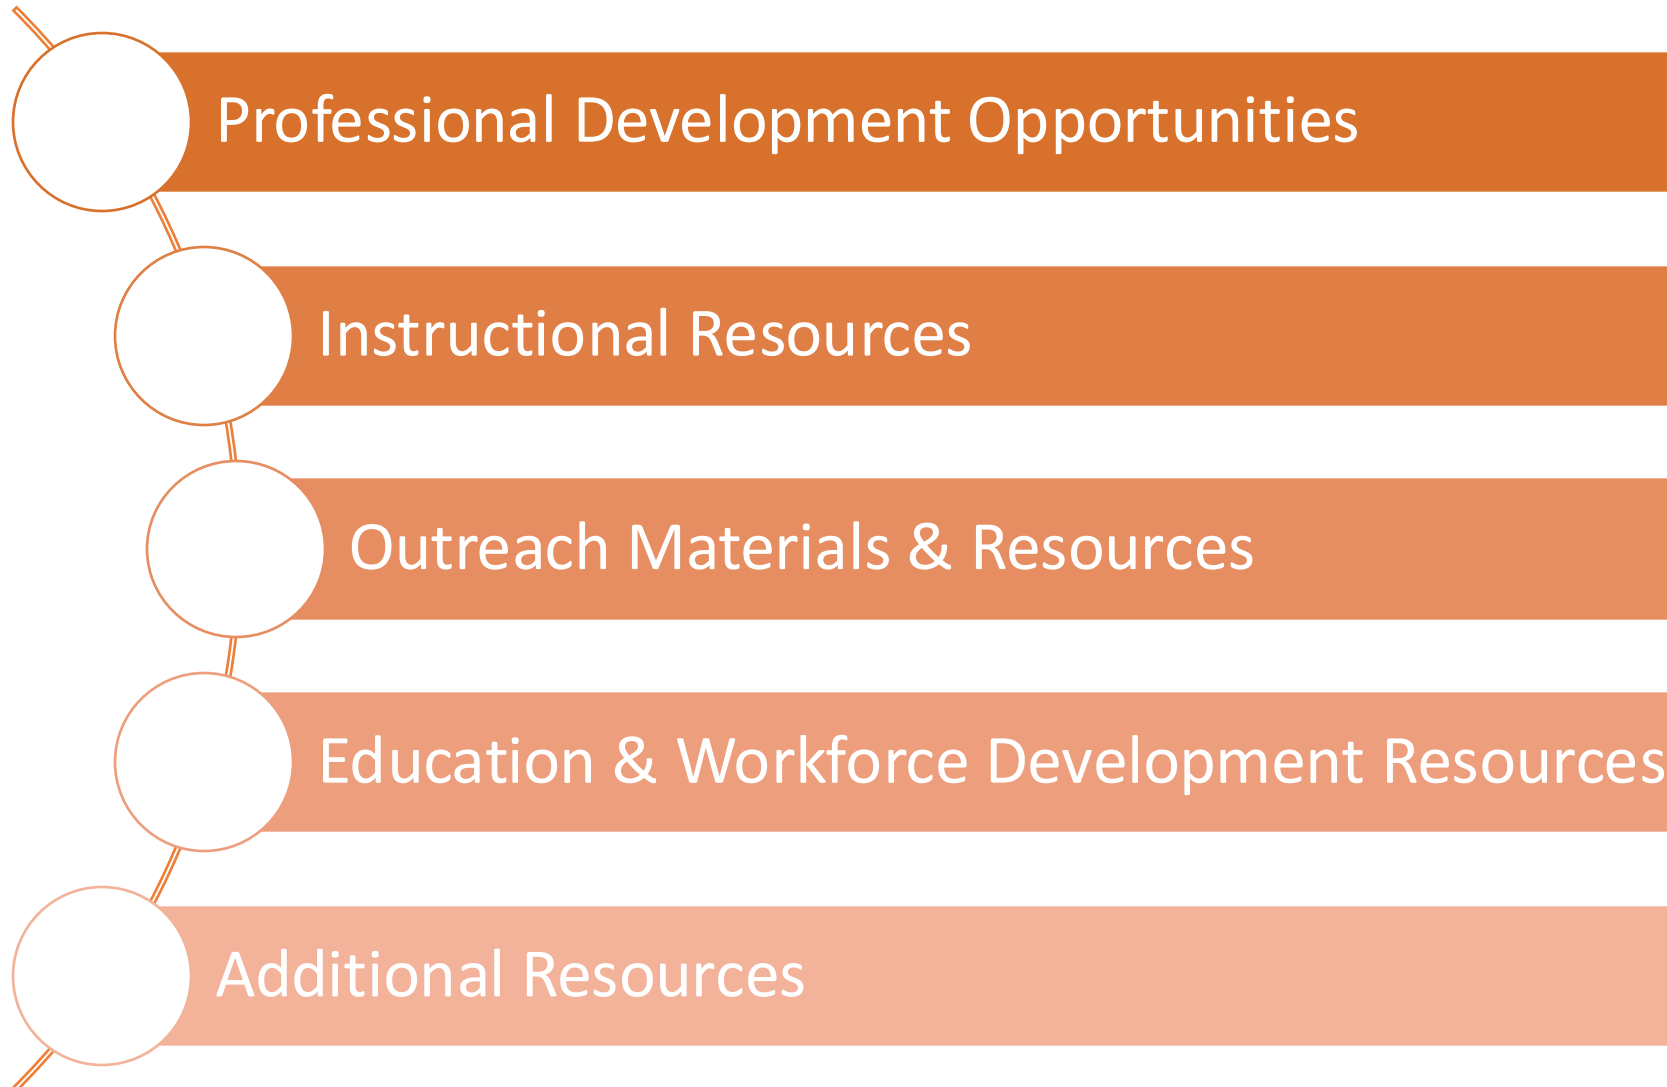 Professional Development Opportunities
Instructional Resources
Outreach Materials & Resources
Education & Workforce Development Resources
Additional Resources